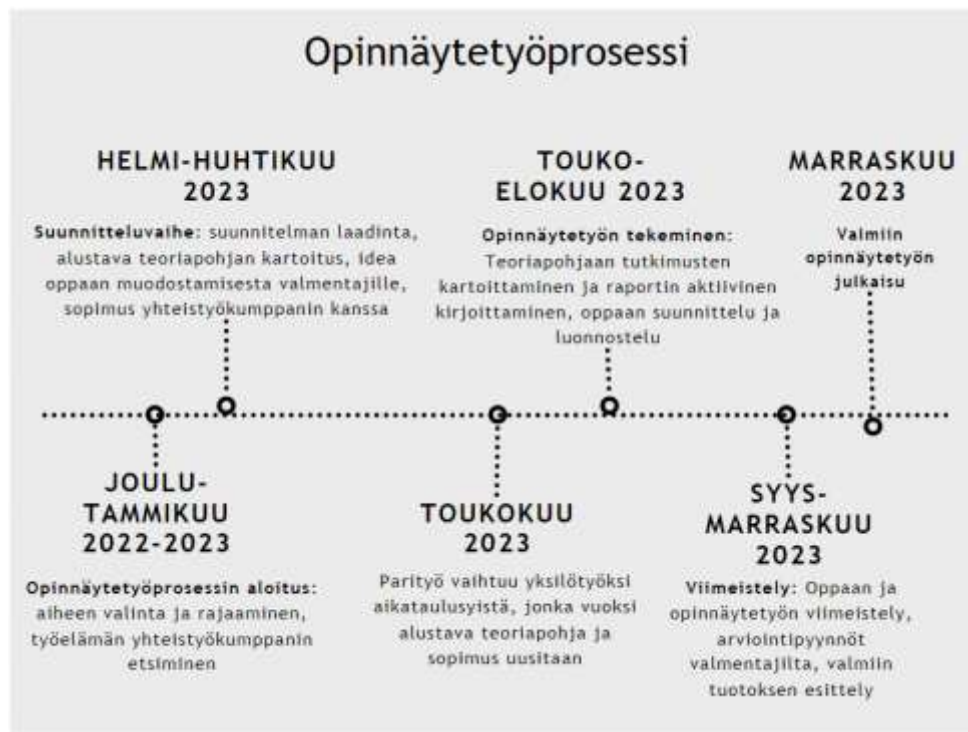 Opinnäytetyöprosessi
HELMI-HUHTIKUU
2023
Suunnitteluvaihe: suunnitelman laadinta,
alustava teoriapohjan kartoitus, idea
oppaan muodostamisesta valmentajille,
sopimus yhteistyökumppanin kanssa
TOUKO-
ELOKUU 2023
Opinnäytetyön tekeminen:
Teoriapohjaan tutkimusten
kartoittaminen ja raportin aktiivinen
kirjoittaminen, oppaan suunnittelu ja
luonnostelu
MARRASKUU
2023
Valmiin
opinnäytetyön
julkaisu
JOULU-
TAMMIKUU
2022-2023
Opinnäytetyöprosessin aloitus:
aiheen valinta ja rajaaminen,
työelämän yhteistyökumppanin
etsiminen
TOUKOKUU
2023
Parityö vaihtuu yksilötyöksi
aikataulusyistä, jonka vuoksi
alustava teoriapohja ja
sopimus uusitaan
SYYS-
MARRASKUU
2023
Viimeistely: Oppaan ja
opinnäytetyön viimeistely,
arviointipyynnöt
valmentajilta, valmiin
tuotoksen esittely